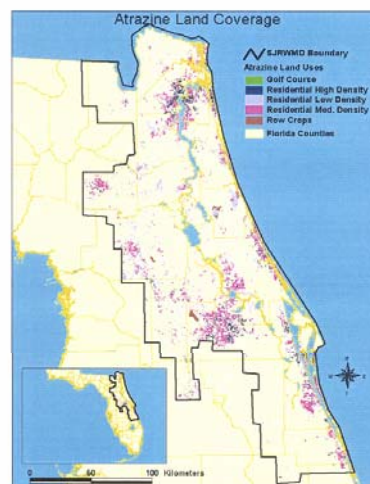 Atrazine Land Coverage
SJRWMD Boundary
Atrazine Land Uses
Golf Course
Residential High Density
Residential Low Density
Residential Med. Density
Row Crops
Florida Counties
0 50 100 Kilometers